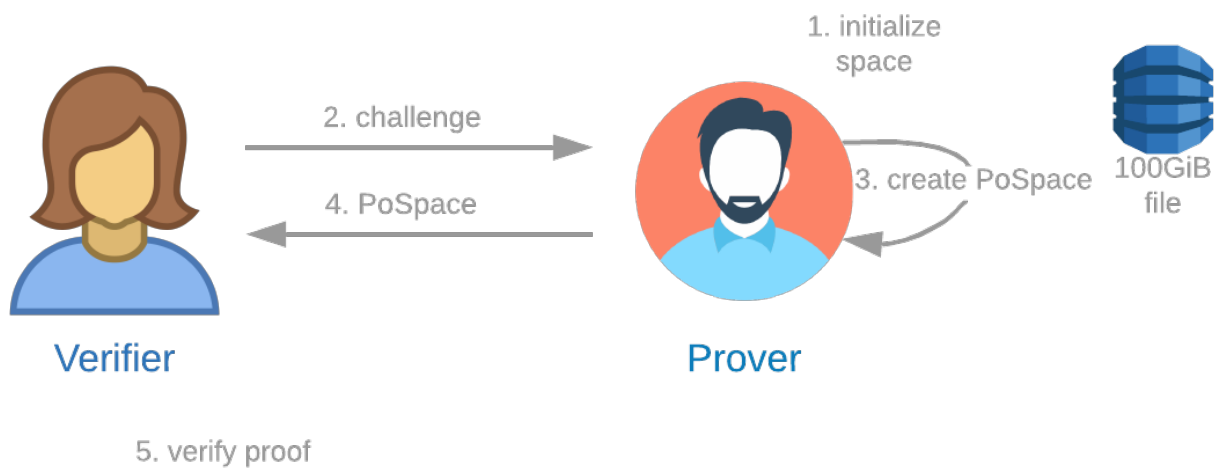 1. initialize
space
2. challenge
3. create PoSpace
100GiB
file
4. PoSpace
Verifier
Prover
5. verify proof